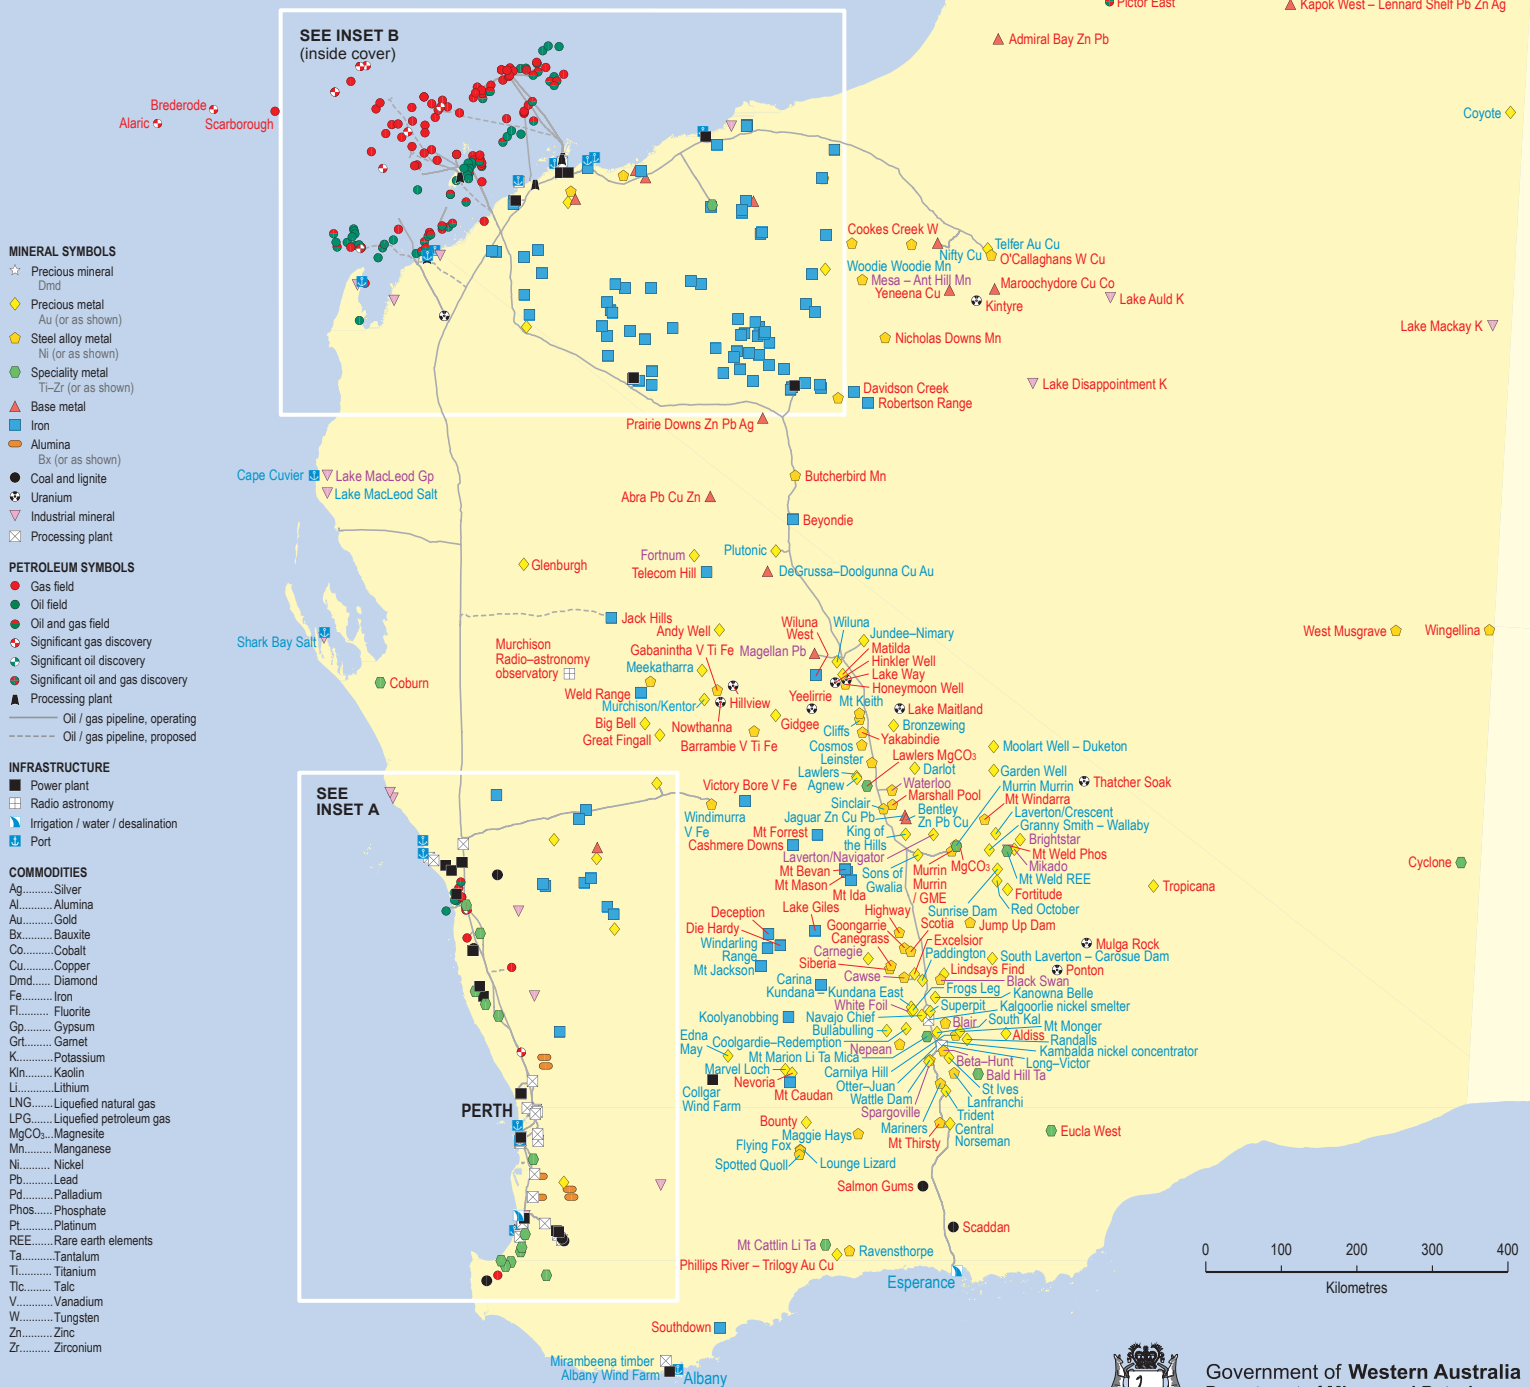 Pictor East
Kapok West – Lennard Shelf Pb Zn Ag
SEE INSET B
(inside cover)
Admiral Bay Zn Pb
Brederode
Alaric
Scarborough
Coyote
MINERAL SYMBOLS
Precious mineral
Dmd
Precious metal
Au (or as shown)
Steel alloy metal
Ni (or as shown)
Speciality metal
Ti–Zr (or as shown)
Base metal
Iron
Alumina
Bx (or as shown)
Coal and lignite
Uranium
Industrial mineral
Processing plant
PETROLEUM SYMBOLS
Gas field
Oil field
Oil and gas field
Significant gas discovery
Significant oil discovery
Significant oil and gas discovery
Processing plant
Oil / gas pipeline, operating
Oil / gas pipeline, proposed
INFRASTRUCTURE
Power plant
Radio astronomy
Irrigation / water / desalination
Port
COMMODITIES
Ag..........Silver
Al...........Alumina
Au..........Gold
Bx..........Bauxite
Co..........Cobalt
Cu..........Copper
Dmd.......Diamond
Fe..........Iron
Fl...........Fluorite
Gp..........Gypsum
Grt..........Garnet
K............Potassium
Kln.........Kaolin
Li............Lithium
LNG.......Liquefied natural gas
LPG.......Liquefied petroleum gas
MgCO₃...Magnesite
Mn..........Manganese
Ni...........Nickel
Pb..........Lead
Pd..........Palladium
Phos......Phosphate
Pt...........Platinum
REE.......Rare earth elements
Ta...........Tantalum
Ti............Titanium
Tlc..........Talc
V............Vanadium
W...........Tungsten
Zn..........Zinc
Zr...........Zirconium
Cookes Creek W
Nifty Cu
Telfer Au Cu
O'Callaghans W Cu
Woodie Woodie Mn
Mesa – Ant Hill Mn
Yeneena Cu
Maroochydore Cu Co
Kintyre
Lake Auld K
Lake Mackay K
Nicholas Downs Mn
Lake Disappointment K
Davidson Creek
Robertson Range
Prairie Downs Zn Pb Ag
Cape Cuvier
Lake MacLeod Gp
Lake MacLeod Salt
Butcherbird Mn
Abra Pb Cu Zn
Beyondie
Fortnum
Plutonic
Glenburgh
Telecom Hill
DeGrussa–Doolgunna Cu Au
Jack Hills
Shark Bay Salt
Andy Well
Wiluna
West
Wiluna
Jundee–Nimary
West Musgrave
Wingellina
Murchison
Radio–astronomy
observatory
Gabanintha V Ti Fe
Magellan Pb
Matilda
Hinkler Well
Lake Way
Honeymoon Well
Meekatharra
Coburn
Weld Range
Murchison/Kentor
Hillview
Yeelirrie
Mt Keith
Lake Maitland
Big Bell
Nowthanna
Gidgee
Cliffs
Bronzewing
Great Fingall
Barrambie V Ti Fe
Cosmos
Yakabindie
Moolart Well – Duketon
Leinster
Lawlers MgCO₃
Lawlers
Darlot
Garden Well
Victory Bore V Fe
Agnew
Waterloo
Murrin Murrin
Thatcher Soak
SEE
INSET A
Sinclair
Marshall Pool
Mt Windarra
Windimurra
V Fe
Jaguar Zn Cu Pb
Bentley
Zn Pb Cu
Laverton/Crescent
Granny Smith – Wallaby
Mt Forrest
King of
the Hills
Brightstar
Cashmere Downs
Laverton/Navigator
Mt Weld Phos
Mikado
Cyclone
Mt Bevan
Sons of
Gwalia
Murrin
Murrin
GME
MgCO₃
Mt Weld REE
Mt Mason
Mt Ida
Fortitude
Tropicana
Lake Giles
Highway
Sunrise Dam
Red October
Deception
Goongarrie
Scotia
Jump Up Dam
Die Hardy
Canegrass
Excelsior
Windarling
Range
Carnegie
Paddington
Mulga Rock
Siberia
South Laverton – Carosue Dam
Mt Jackson
Cawse
Lindsays Find
Ponton
Carina
Black Swan
Kundana – Kundana East
Frogs Leg
Kanowna Belle
White Foil
Superpit
Kalgoorlie nickel smelter
Koolyanobbing
Navajo Chief
Blair
South Kal
Bullabulling
Mt Monger
Edna
May
Coolgardie–Redemption
Aldiss
Randalls
Nepean
Kambalda nickel concentrator
Mt Marion Li Ta Mica
Beta–Hunt
Long–Victor
Marvel Loch
Carnilya Hill
Bald Hill Ta
Nevoria
Otter–Juan
St Ives
Collgar
Wind Farm
Mt Caudan
Wattle Dam
Lanfranchi
PERTH
Spargoville
Trident
Bounty
Mariners
Central
Norseman
Maggie Hays
Mt Thirsty
Eucla West
Flying Fox
Spotted Quoll
Lounge Lizard
Salmon Gums
Scaddan
Mt Cattlin Li Ta
Ravensthorpe
Phillips River – Trilogy Au Cu
Esperance
0 100 200 300 400
Kilometres
Southdown
Mirambeena timber
Albany Wind Farm
Albany
Government of Western Australia